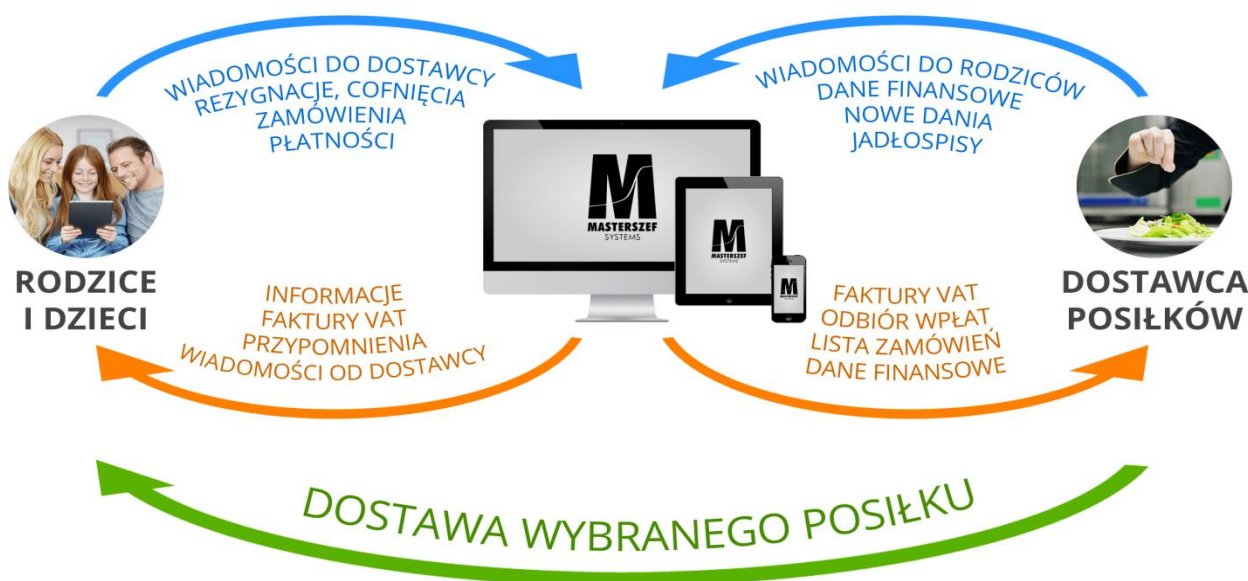 WIADOMOŚCI DO DOSTAWCY
REZYGNACJE, COFNIĘCIA
ZAMÓWIENIA
PŁATNOŚCI
WIADOMOŚCI DO RODZICÓW
DANE FINANSOWE
NOWE DANIA
JADŁOSPISY
M
MASTERSZEF
SYSTEMS
M
MASTERSZEF
SYSTEMS
M
RODZICE
I DZIECI
DOSTAWCA
POSIŁKÓW
INFORMACJE
FAKTURY VAT
PRZYPOMNIENIA
WIADOMOŚCI OD DOSTAWCY
FAKTURY VAT
ODBIÓR WPŁAT
LISTA ZAMÓWIEŃ
DANE FINANSOWE
DOSTAWA WYBRANEGO POSIŁKU